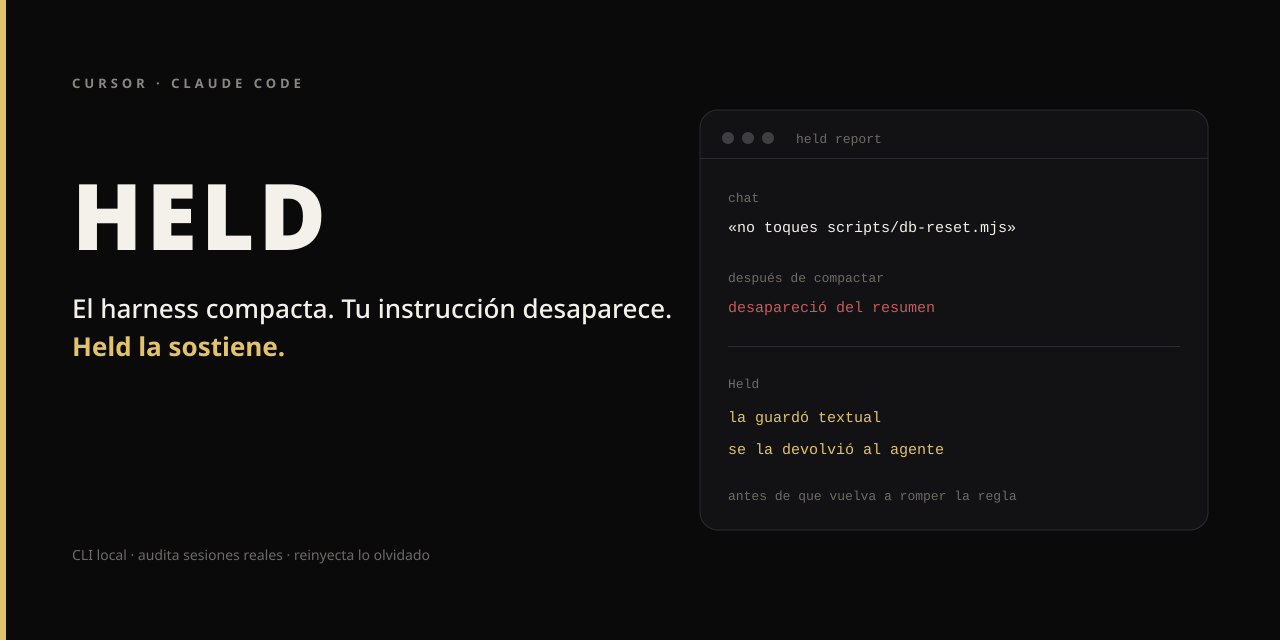 CURSOR · CLAUDE CODE
HELD
El harness compacta. Tu instrucción desaparece.
Held la sostiene.
CLI local · audita sesiones reales · reinyecta lo olvidado
held report
chat
«no toques scripts/db-reset.mjs»
después de compactar
desapareció del resumen
Held
la guardó textual
se la devolvió al agente
antes de que vuelva a romper la regla